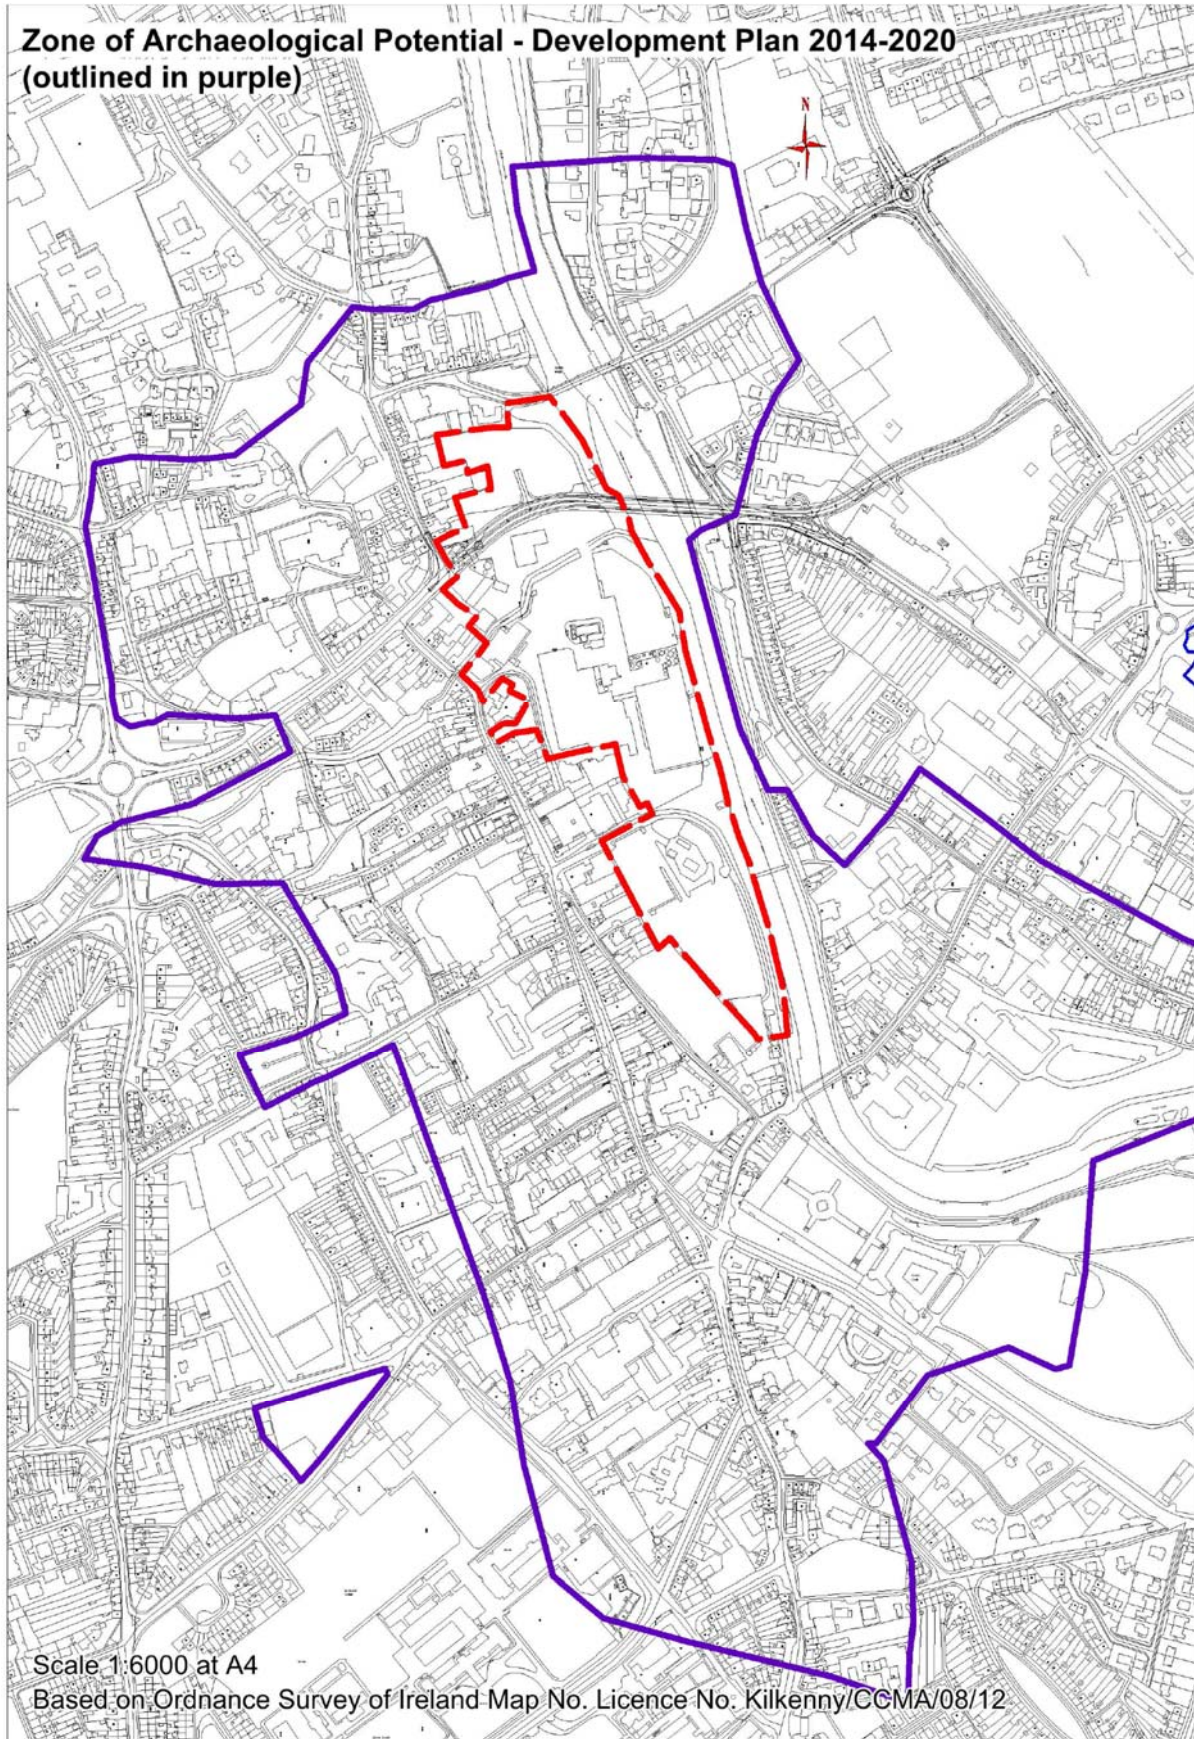 Zone of Archaeological Potential - Development Plan 2014-2020
(outlined in purple)
N
Scale 1:6000 at A4
Based on Ordnance Survey of Ireland Map No. Licence No. Kilkenny/CCMA/08/12